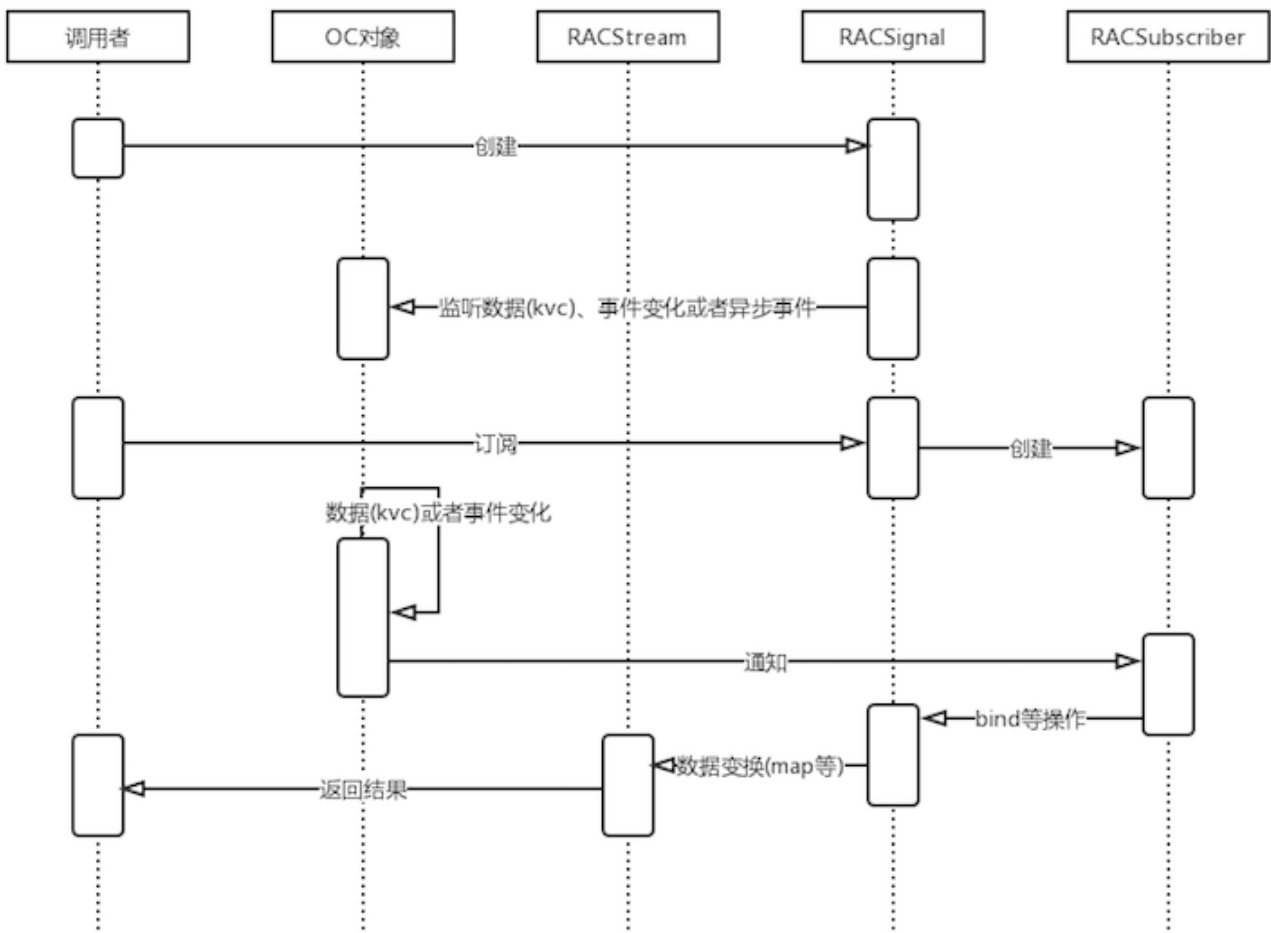 调用者
OC对象
RACStream
RACSignal
RACSubscriber
创建
监听数据(kvc)、事件变化或者异步事件
订阅
创建
数据(kvc)或者事件变化
通知
bind等操作
数据变换(map等)
返回结果